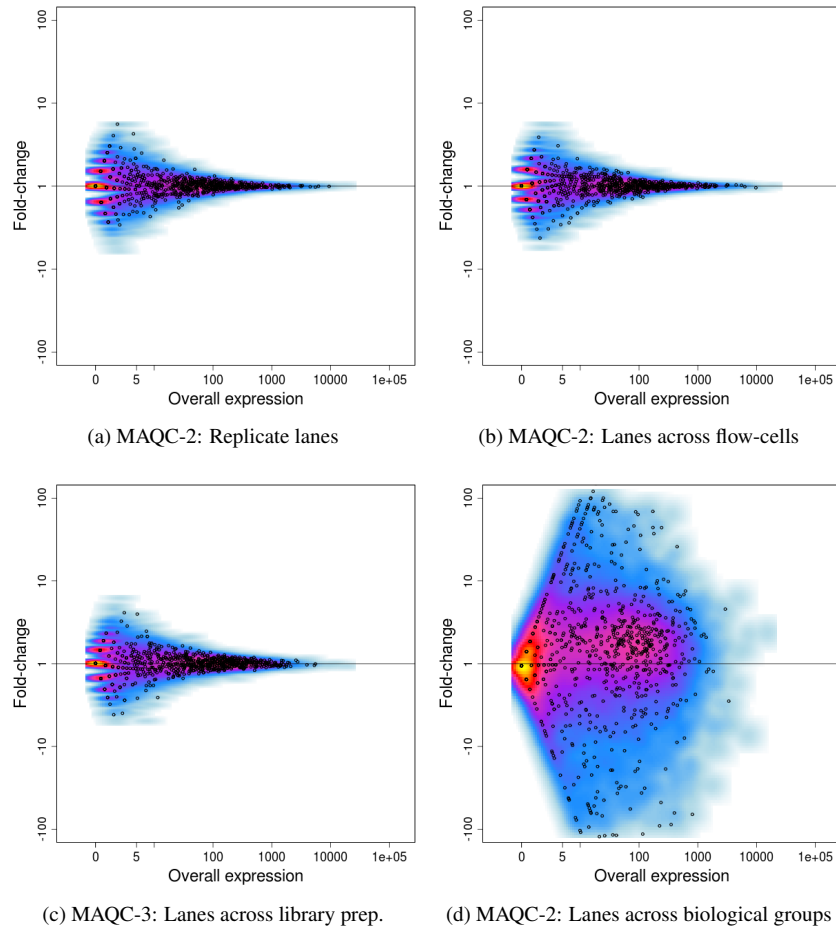 100
10
1
-10
-100
Fold-change
0 5 100 1000 10000 1e+05
Overall expression
(a) MAQC-2: Replicate lanes
100
10
1
-10
-100
Fold-change
0 5 100 1000 10000 1e+05
Overall expression
(b) MAQC-2: Lanes across flow-cells
100
10
1
-10
-100
Fold-change
0 5 100 1000 10000 1e+05
Overall expression
(c) MAQC-3: Lanes across library prep.
100
10
1
-10
-100
Fold-change
0 5 100 1000 10000 1e+05
Overall expression
(d) MAQC-2: Lanes across biological groups